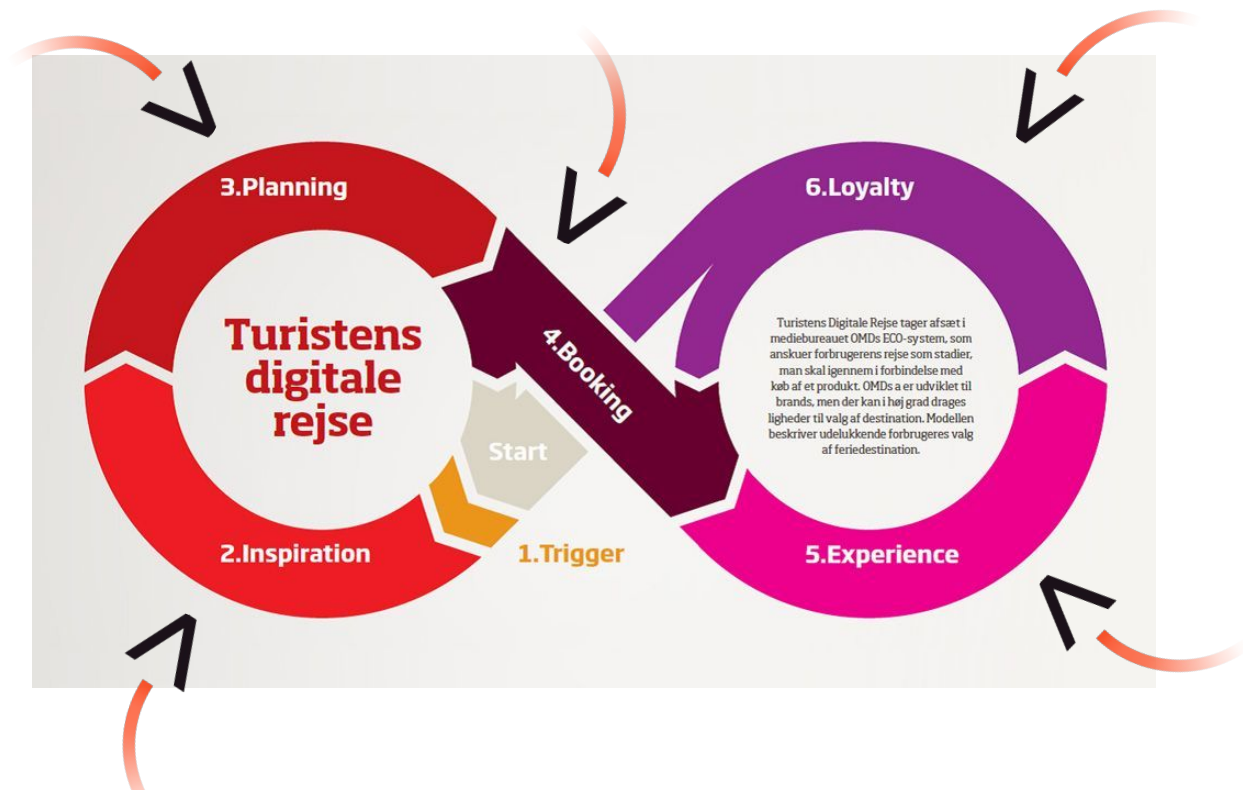 3.Planning
6.Loyalty
4.Booking
Turistens
digitale
rejse
Turistens Digitale Rejse tager afsæt i
mediebureauet OMDs ECO-system, som
anskuer forbrugerens rejse som stadier,
man skal igennem i forbindelse med
køb af et produkt. OMDs a er udviklet til
brands, men der kan i høj grad drages
ligheder til valg af destination. Modellen
beskriver udelukkende forbrugeres valg
af feriedestination.
Start
2.Inspiration
1.Trigger
5.Experience